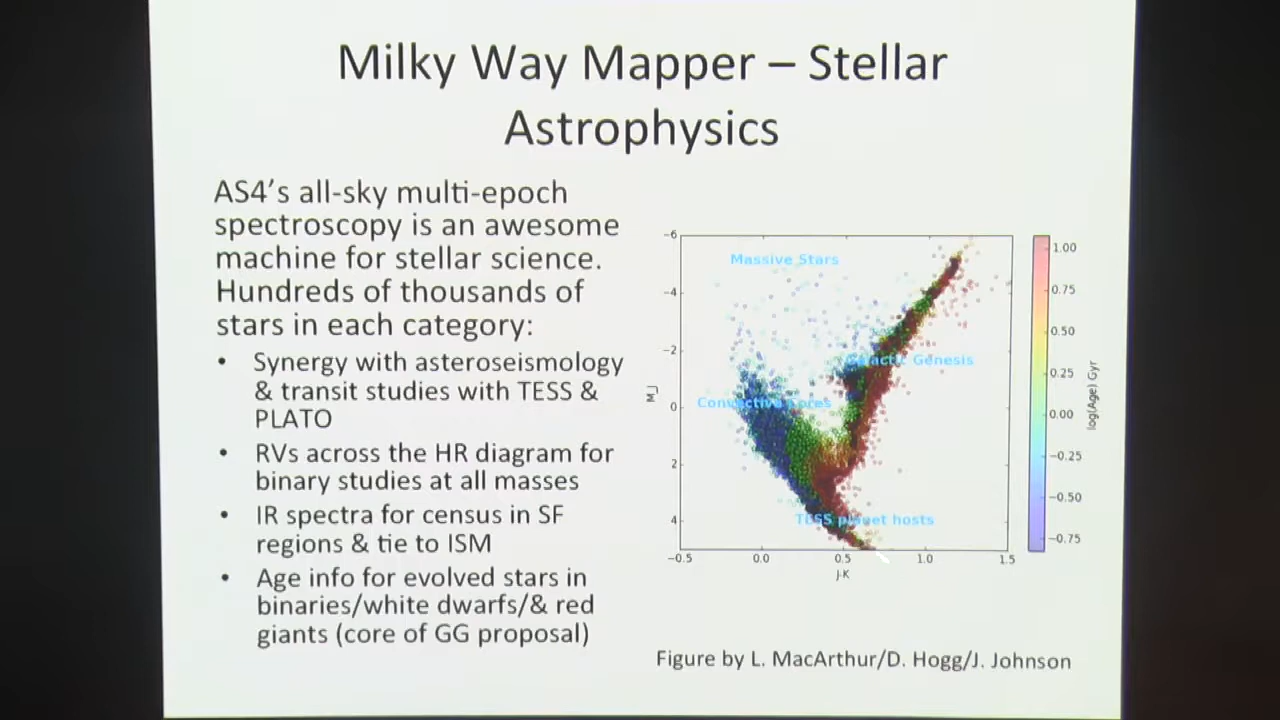 Milky Way Mapper – Stellar
Astrophysics
AS4's all-sky multi-epoch
spectroscopy is an awesome
machine for stellar science.
Hundreds of thousands of
stars in each category:
• Synergy with asteroseismology
& transit studies with TESS &
PLATO
• RVs across the HR diagram for
binary studies at all masses
• IR spectra for census in SF
regions & tie to ISM
• Age info for evolved stars in
binaries/white dwarfs/& red
giants (core of GG proposal)
−6
−4
−2
0
2
4
M_J
Massive Stars
Galactic Genesis
Convective Cores
TESS planet hosts
−0.5
0.0
0.5
1.0
1.5
J-K
1.00
0.75
0.50
0.25
0.00
−0.25
−0.50
−0.75
log(Age) Gyr
Figure by L. MacArthur/D. Hogg/J. Johnson